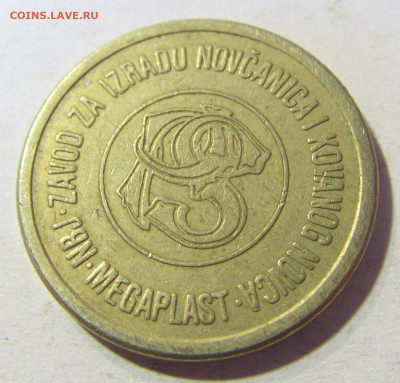 COINS.LAVE.RU
NBJ·ZAVOD ZA IZRADU NOVČANICA I KOVANOG NOVCA·
MEGAPLAST·